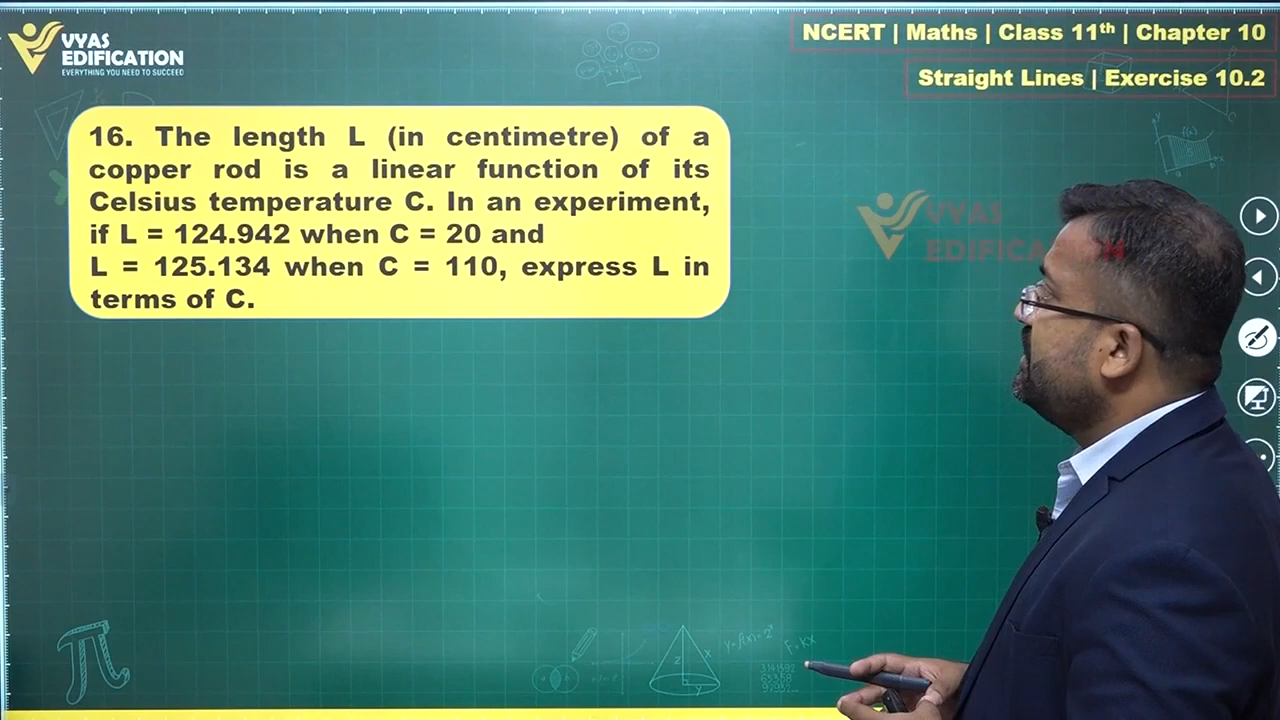 VYAS
EDIFICATION
EVERYTHING YOU NEED TO SUCCEED
NCERT | Maths | Class 11th | Chapter 10
Straight Lines | Exercise 10.2
16. The length L (in centimetre) of a
copper rod is a linear function of its
Celsius temperature C. In an experiment,
if L = 124.942 when C = 20 and
L = 125.134 when C = 110, express L in
terms of C.
VYAS
EDIFICATION
π